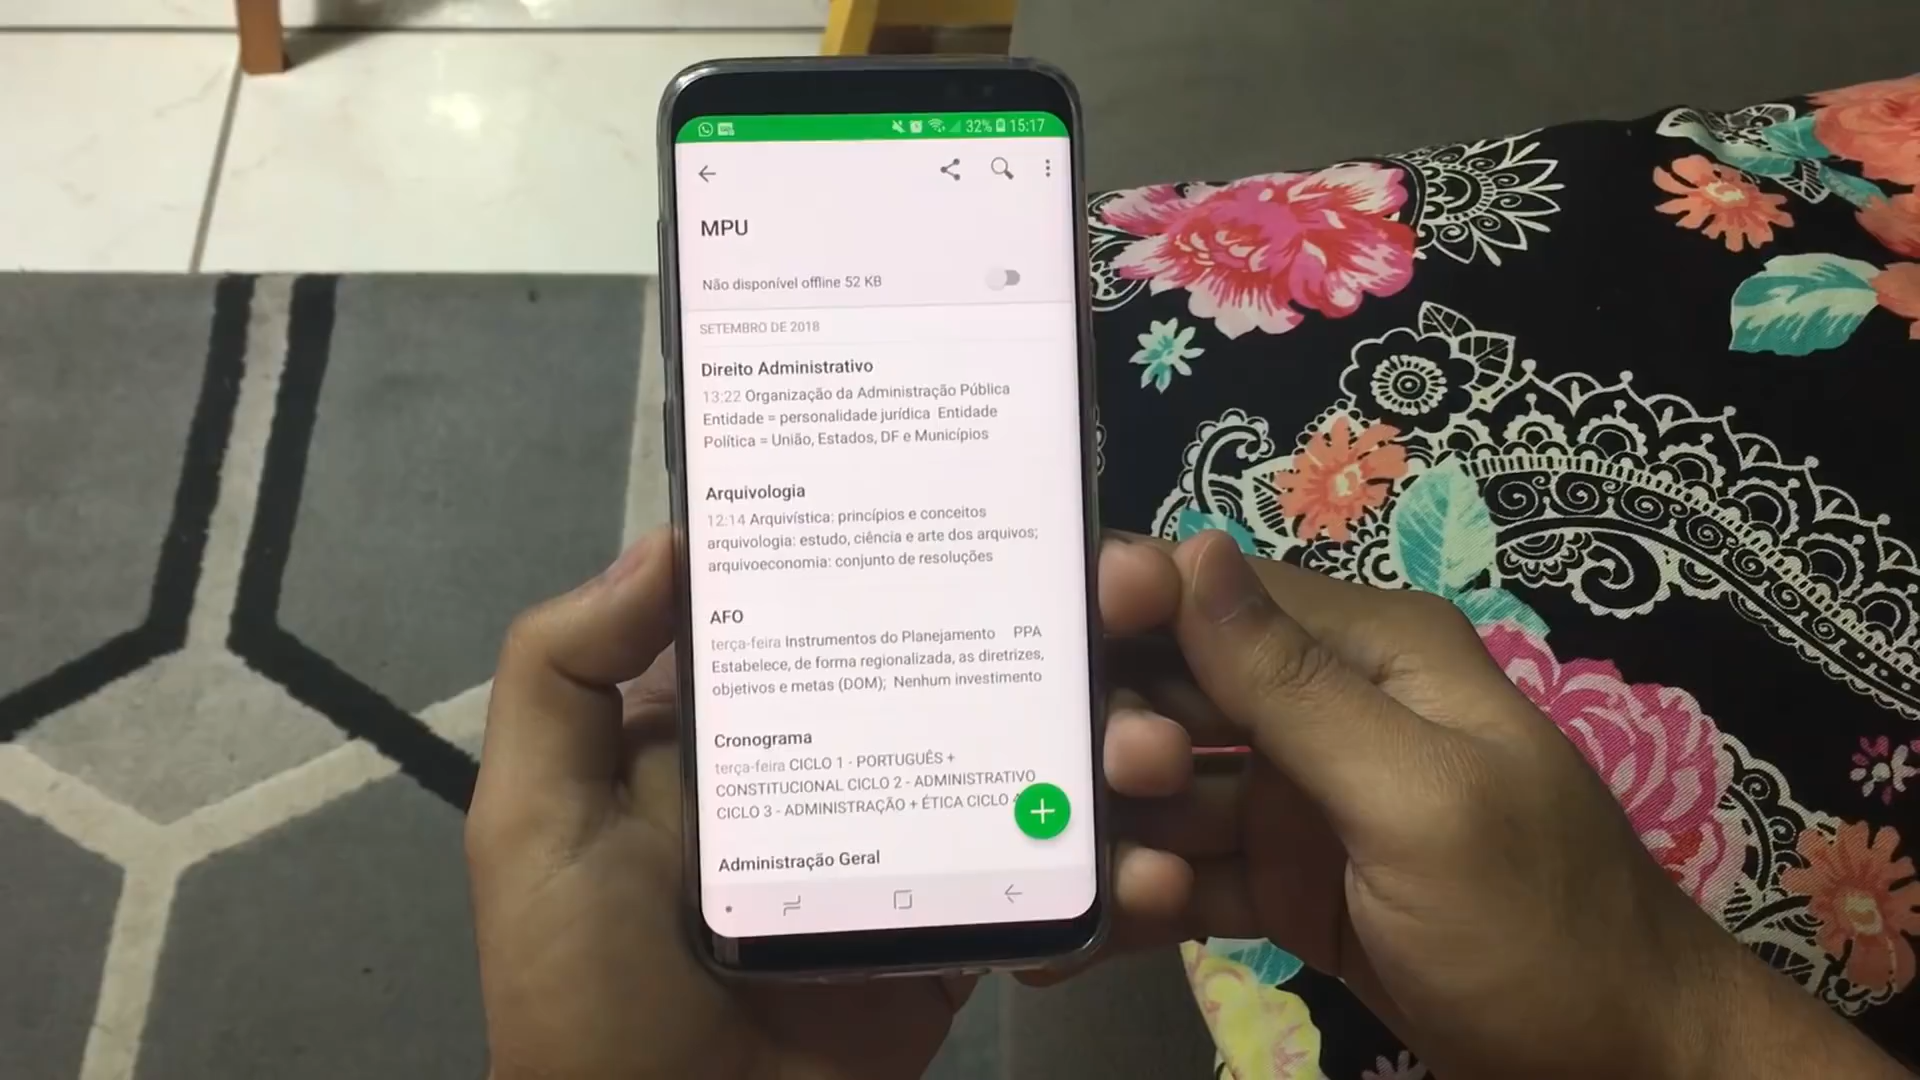 32% 15:17
MPU
Não disponível offline 52 KB
SETEMBRO DE 2018
Direito Administrativo
13:22 Organização da Administração Pública
Entidade = personalidade jurídica Entidade
Política = União, Estados, DF e Municípios
Arquivologia
12:14 Arquivística: princípios e conceitos
arquivologia: estudo, ciência e arte dos arquivos;
arquivoeconomia: conjunto de resoluções
AFO
terça-feira Instrumentos do Planejamento PPA
Estabelece, de forma regionalizada, as diretrizes,
objetivos e metas (DOM); Nenhum investimento
Cronograma
terça-feira CICLO 1 - PORTUGUÊS +
CONSTITUCIONAL CICLO 2 - ADMINISTRATIVO
CICLO 3 - ADMINISTRAÇÃO + ÉTICA CICLO
Administração Geral